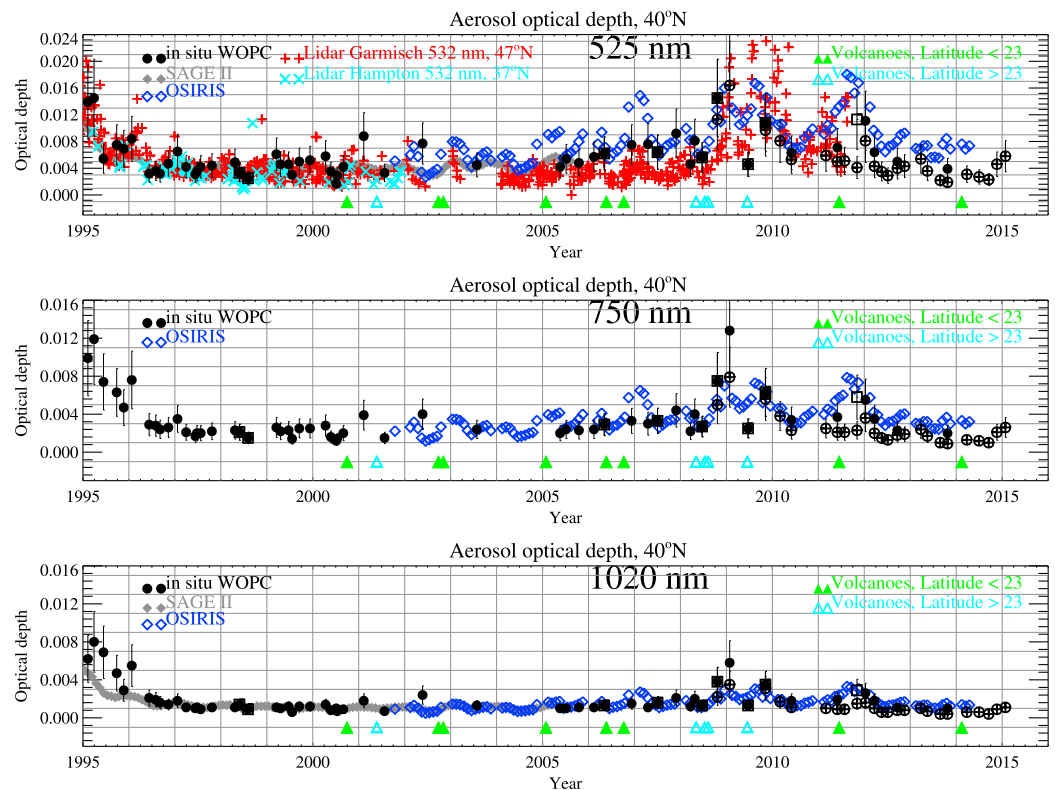 Aerosol optical depth, 40°N
525 nm
in situ WOPC
SAGE II
OSIRIS
Lidar Garmisch 532 nm, 47°N
Lidar Hampton 532 nm, 37°N
Volcanoes, Latitude < 23
Volcanoes, Latitude > 23
Optical depth
0.024
0.020
0.016
0.012
0.008
0.004
0.000
1995
2000
2005
2010
2015
Year
Aerosol optical depth, 40°N
750 nm
in situ WOPC
OSIRIS
Volcanoes, Latitude < 23
Volcanoes, Latitude > 23
Optical depth
0.016
0.012
0.008
0.004
0.000
1995
2000
2005
2010
2015
Year
Aerosol optical depth, 40°N
1020 nm
in situ WOPC
SAGE II
OSIRIS
Volcanoes, Latitude < 23
Volcanoes, Latitude > 23
Optical depth
0.016
0.012
0.008
0.004
0.000
1995
2000
2005
2010
2015
Year